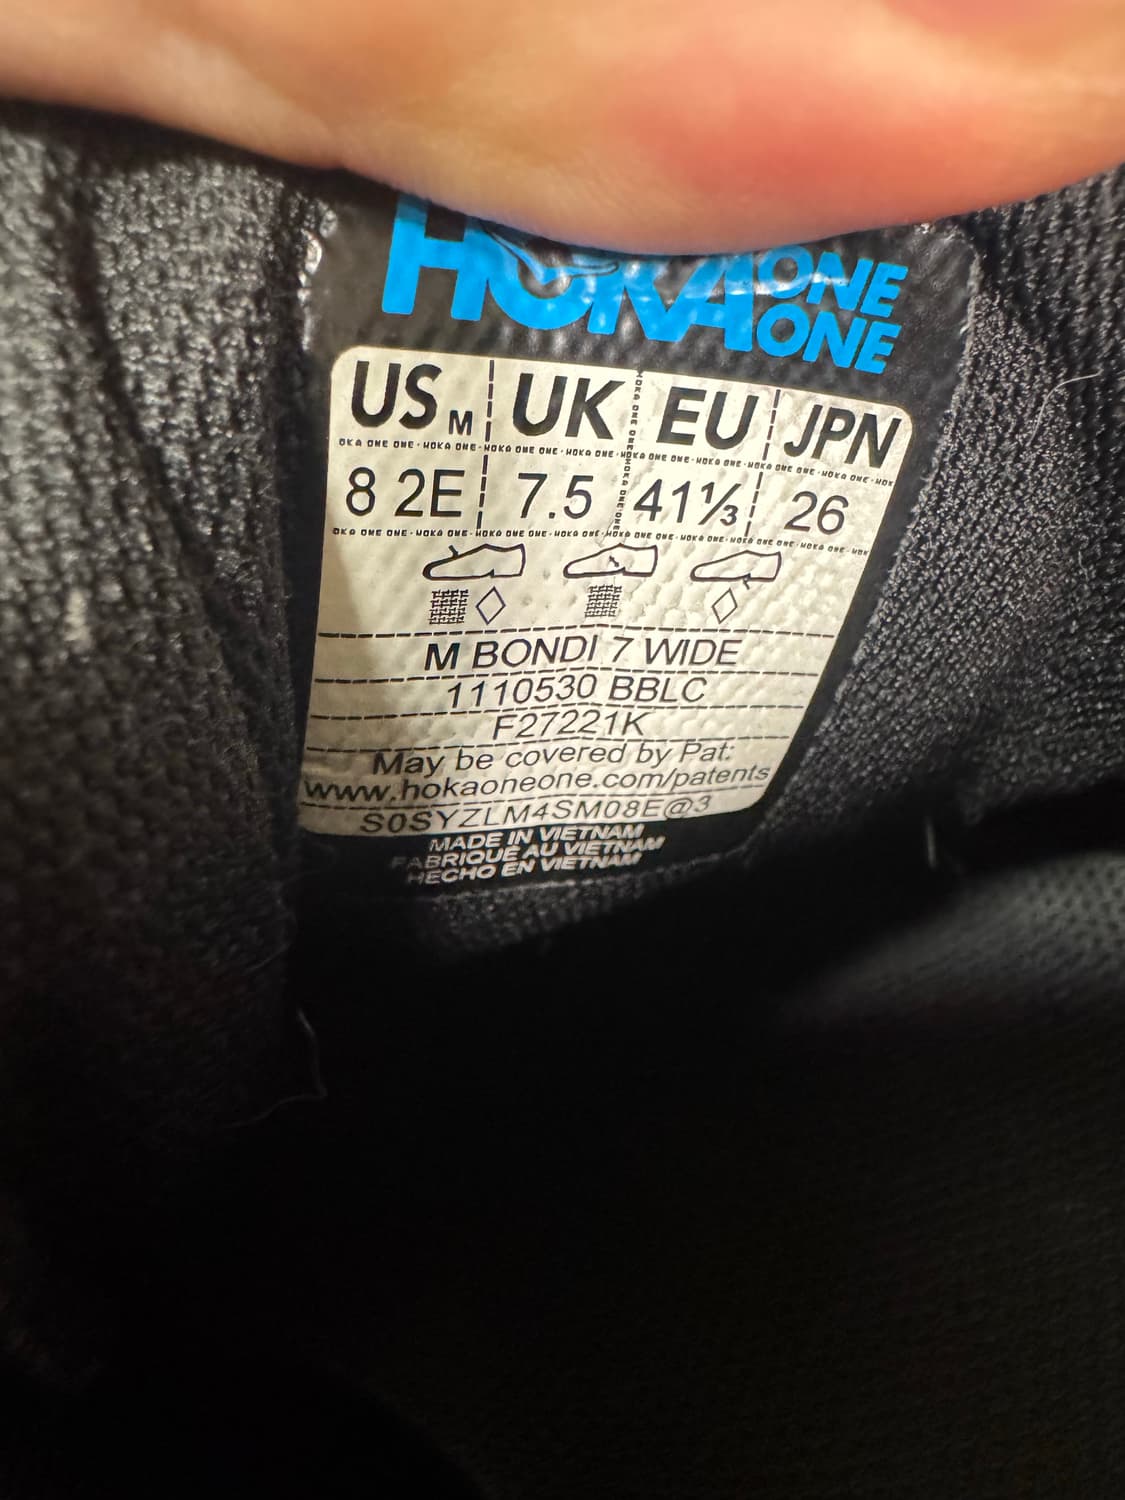 HOKA ONE ONE
US M UK EU JPN
8 2E 7.5 41⅓ 26
M BONDI 7 WIDE
1110530 BBLC
F27221K
May be covered by Pat:
www.hokaoneone.com/patents
S0SYZLM4SM08E@3
MADE IN VIETNAM
FABRIQUÉ AU VIETNAM
HECHO EN VIETNAM